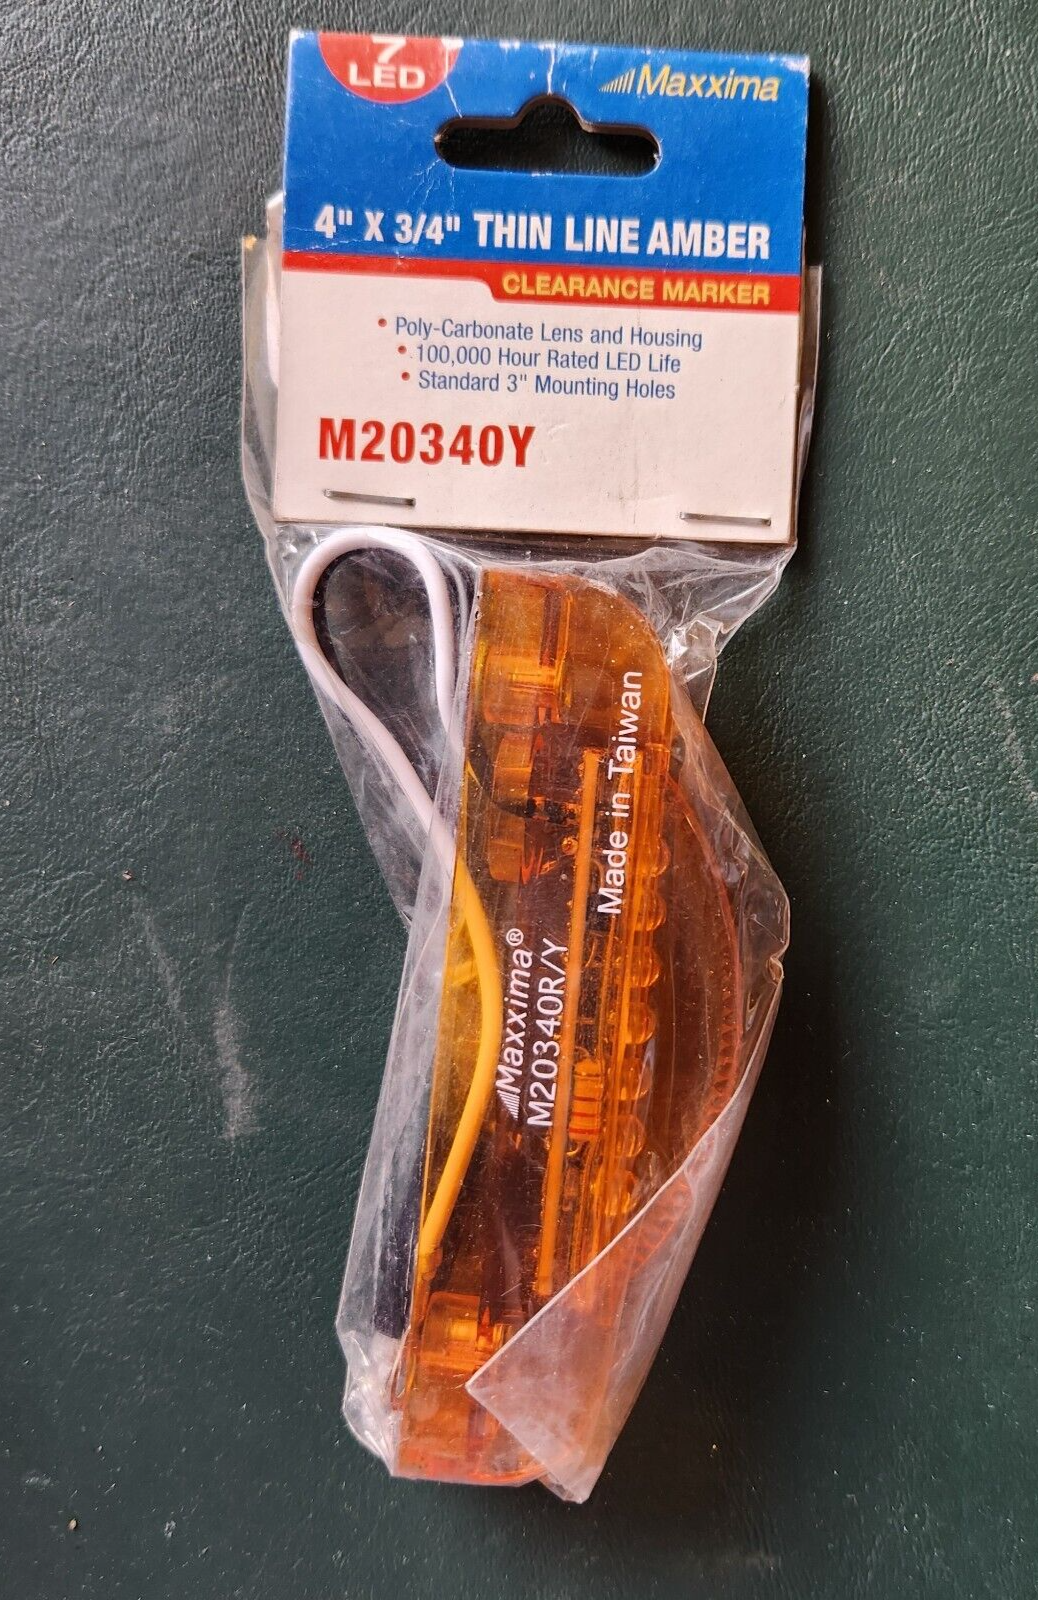 7
LED
Maxxima
4" X 3/4" THIN LINE AMBER
CLEARANCE MARKER
• Poly-Carbonate Lens and Housing
• 100,000 Hour Rated LED Life
• Standard 3" Mounting Holes
M20340Y
Made in Taiwan
Maxxima®
M20340R/Y